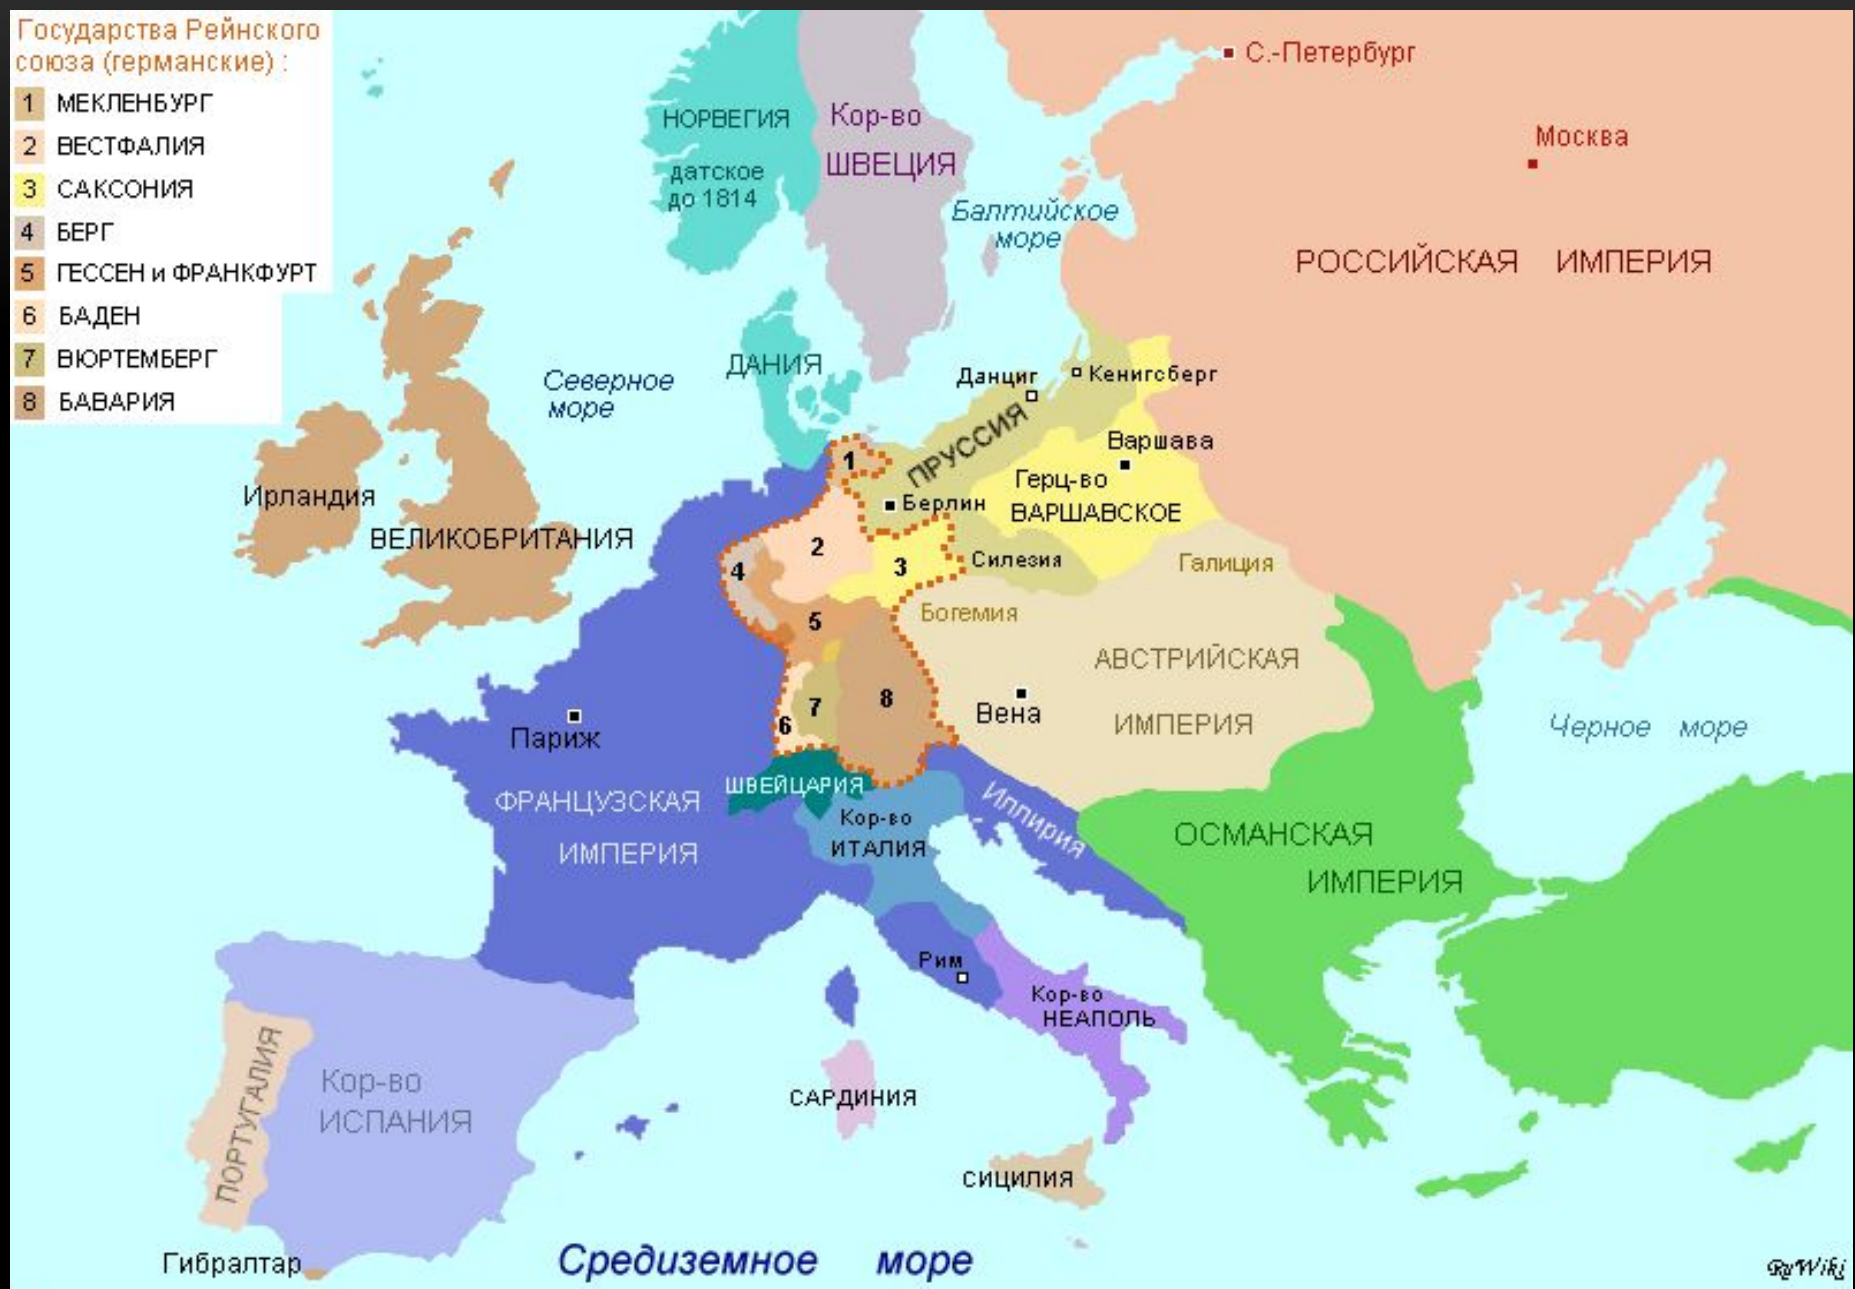 Государства Рейнского
союза (германские) :
1 МЕКЛЕНБУРГ
2 ВЕСТФАЛИЯ
3 САКСОНИЯ
4 БЕРГ
5 ГЕССЕН и ФРАНКФУРТ
6 БАДЕН
7 ВЮРТЕМБЕРГ
8 БАВАРИЯ
С.-Петербург
Москва
РОССИЙСКАЯ ИМПЕРИЯ
НОРВЕГИЯ
датское
до 1814
Кор-во
ШВЕЦИЯ
Балтийское
море
Северное
море
ДАНИЯ
Данциг
Кенигсберг
ПРУССИЯ
Варшава
Герц-во
ВАРШАВСКОЕ
Берлин
Силезия
Галиция
Богемия
Ирландия
ВЕЛИКОБРИТАНИЯ
1
2
3
4
5
6
7
8
АВСТРИЙСКАЯ
ИМПЕРИЯ
Вена
Париж
ФРАНЦУЗСКАЯ
ИМПЕРИЯ
ШВЕЙЦАРИЯ
Кор-во
ИТАЛИЯ
Иллирия
Черное море
ОСМАНСКАЯ
ИМПЕРИЯ
Рим
Кор-во
НЕАПОЛЬ
ПОРТУГАЛИЯ
Кор-во
ИСПАНИЯ
САРДИНИЯ
СИЦИЛИЯ
Гибралтар
Средиземное море
RuWiki